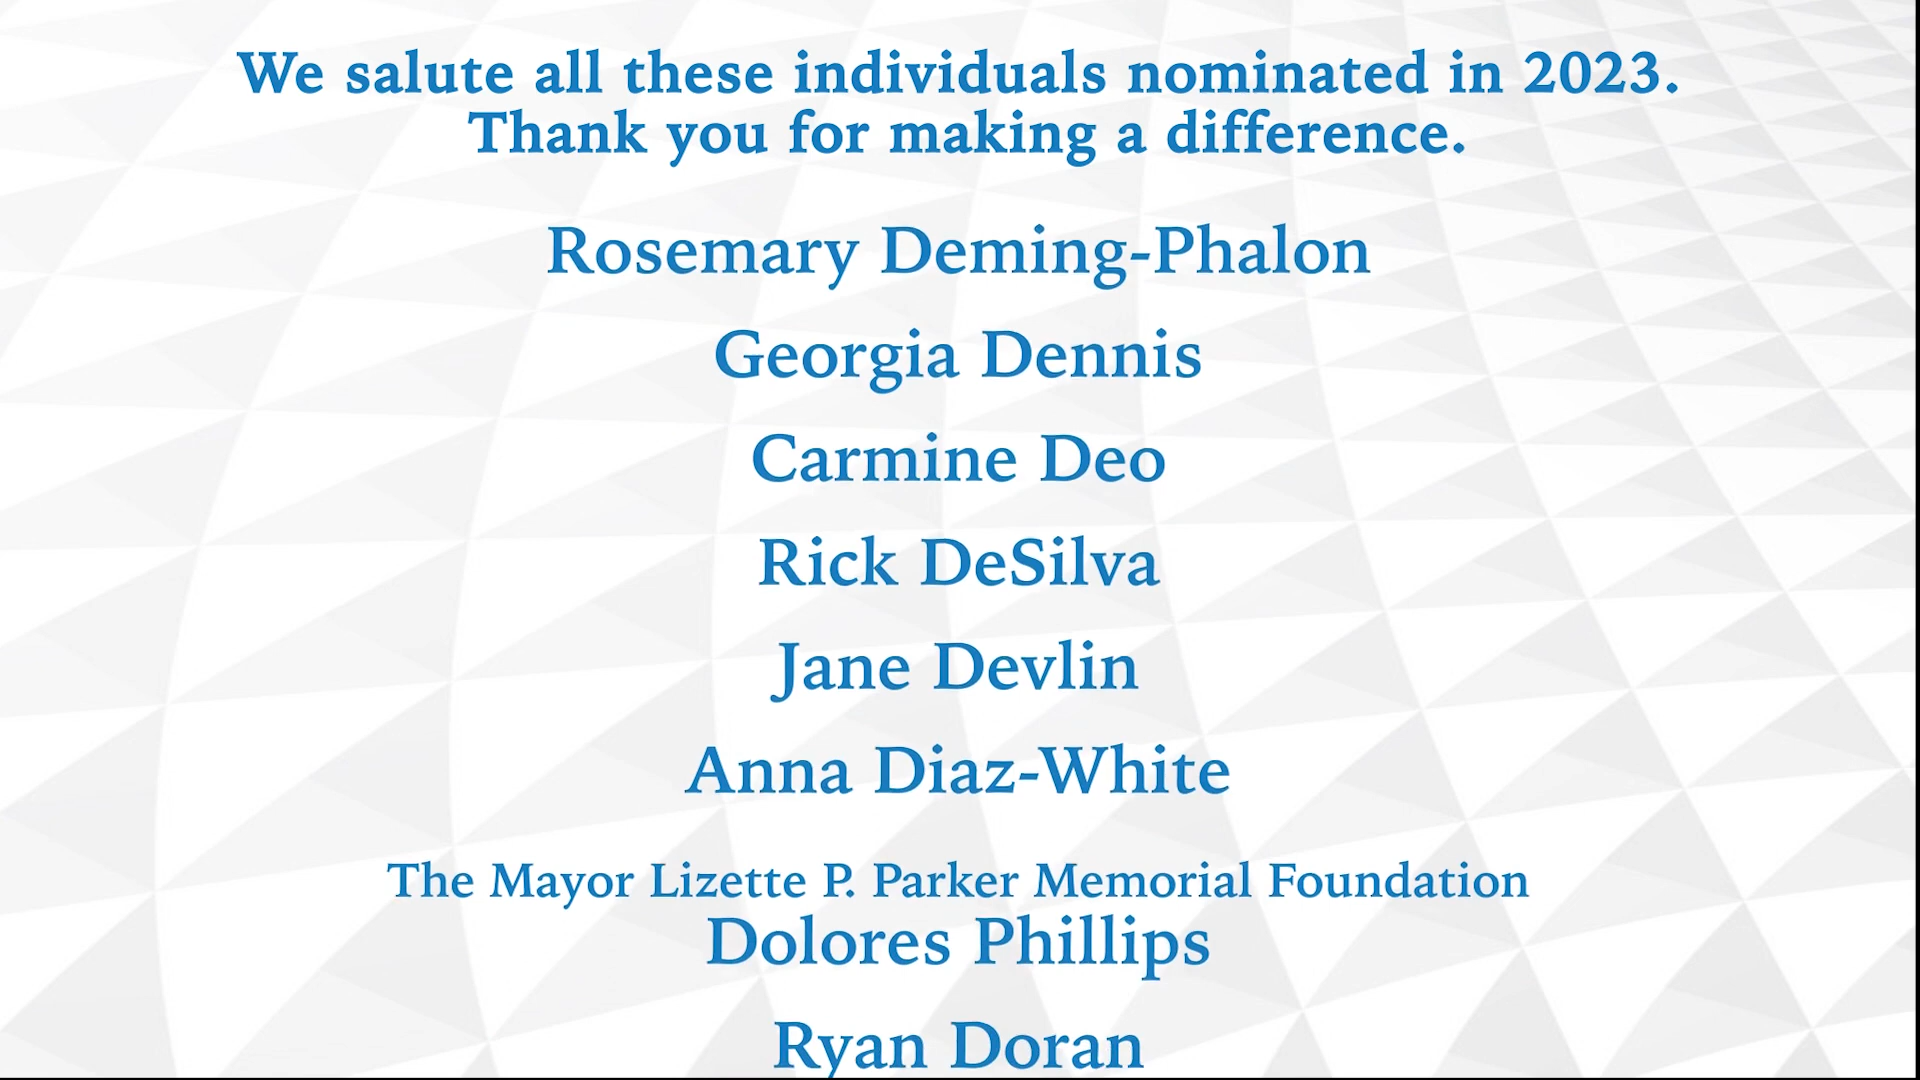 We salute all these individuals nominated in 2023.
Thank you for making a difference.
Rosemary Deming-Phalon
Georgia Dennis
Carmine Deo
Rick DeSilva
Jane Devlin
Anna Diaz-White
The Mayor Lizette P. Parker Memorial Foundation
Dolores Phillips
Ryan Doran